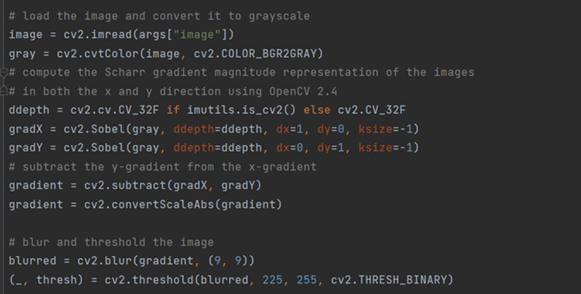 # load the image and convert it to grayscale
image = cv2.imread(args["image"])
gray = cv2.cvtColor(image, cv2.COLOR_BGR2GRAY)
# compute the Scharr gradient magnitude representation of the images
# in both the x and y direction using OpenCV 2.4
ddepth = cv2.cv.CV_32F if imutils.is_cv2() else cv2.CV_32F
gradX = cv2.Sobel(gray, ddepth=ddepth, dx=1, dy=0, ksize=-1)
gradY = cv2.Sobel(gray, ddepth=ddepth, dx=0, dy=1, ksize=-1)
# subtract the y-gradient from the x-gradient
gradient = cv2.subtract(gradX, gradY)
gradient = cv2.convertScaleAbs(gradient)
# blur and threshold the image
blurred = cv2.blur(gradient, (9, 9))
(_, thresh) = cv2.threshold(blurred, 225, 255, cv2.THRESH_BINARY)